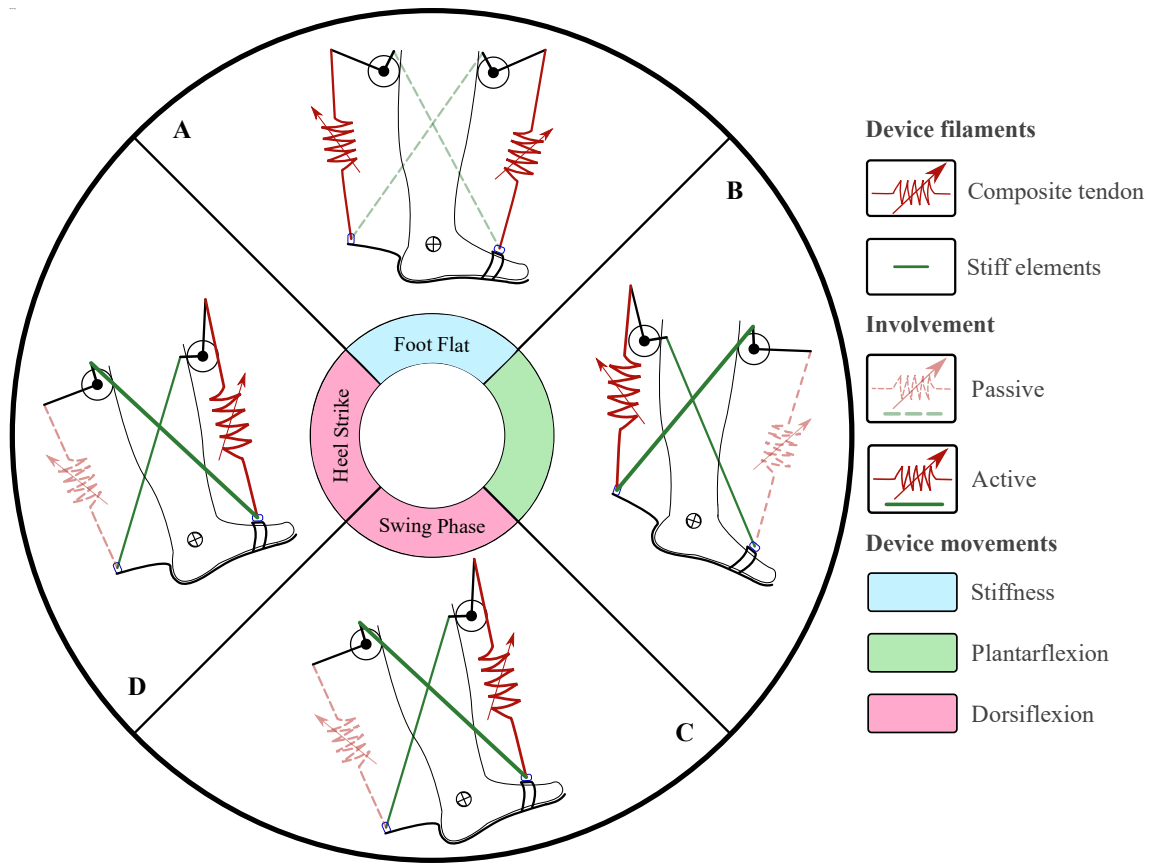 A
B
C
D
Foot Flat
Heel Strike
Swing Phase
Device filaments
Composite tendon
Stiff elements
Involvement
Passive
Active
Device movements
Stiffness
Plantarflexion
Dorsiflexion